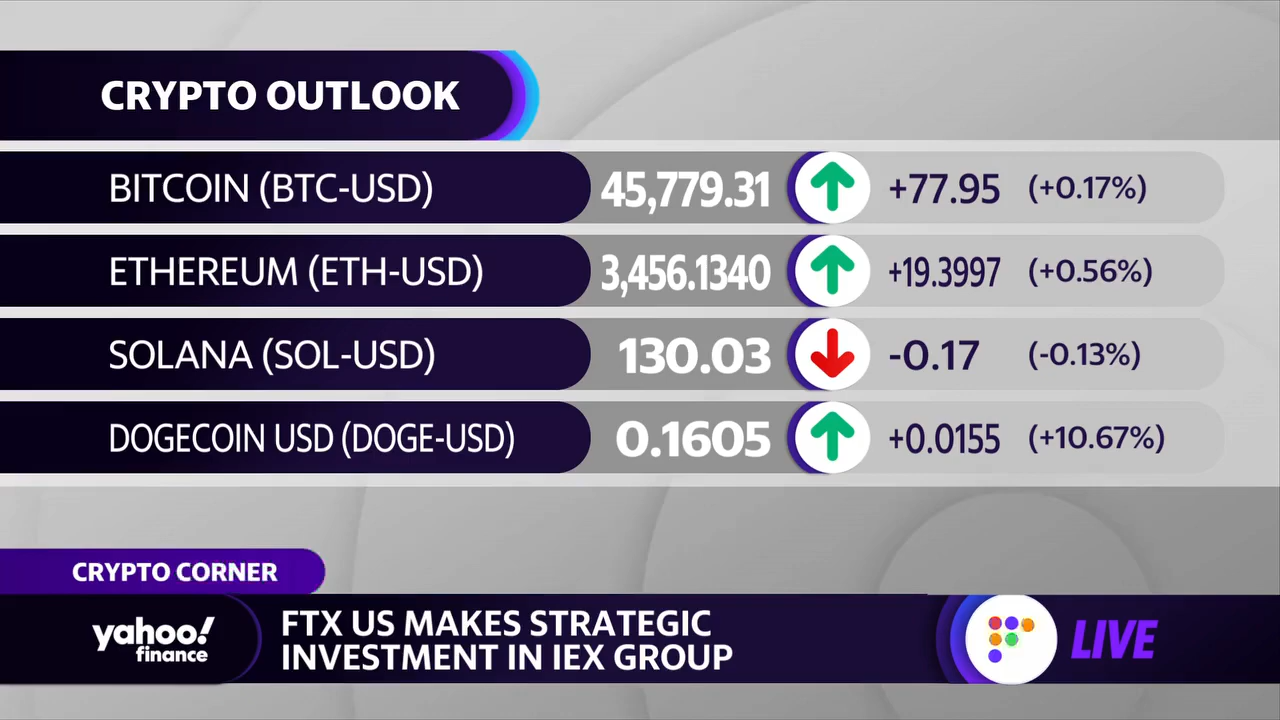 CRYPTO OUTLOOK
BITCOIN (BTC-USD) 45,779.31 +77.95 (+0.17%)
ETHEREUM (ETH-USD) 3,456.1340 +19.3997 (+0.56%)
SOLANA (SOL-USD) 130.03 -0.17 (-0.13%)
DOGECOIN USD (DOGE-USD) 0.1605 +0.0155 (+10.67%)
CRYPTO CORNER
yahoo!
finance
FTX US MAKES STRATEGIC
INVESTMENT IN IEX GROUP
LIVE